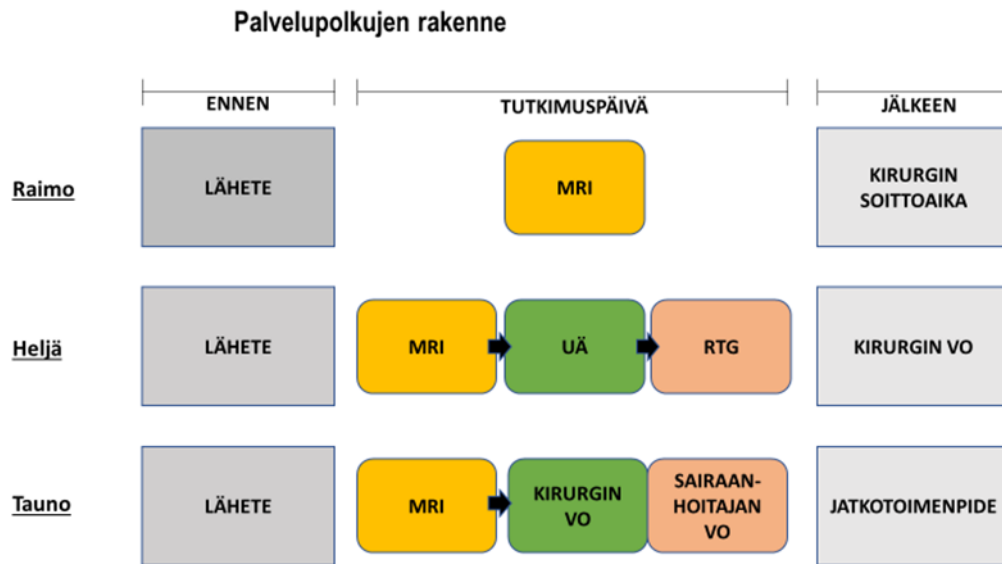 Palvelupolkujen rakenne
ENNEN
TUTKIMUSPÄIVÄ
JÄLKEEN
Raimo
LÄHETE
MRI
KIRURGIN
SOITTOAIKA
Heljä
LÄHETE
MRI
UÄ
RTG
KIRURGIN VO
Tauno
LÄHETE
MRI
KIRURGIN
VO
SAIRAAN-
HOITAJAN
VO
JATKOTOIMENPIDE